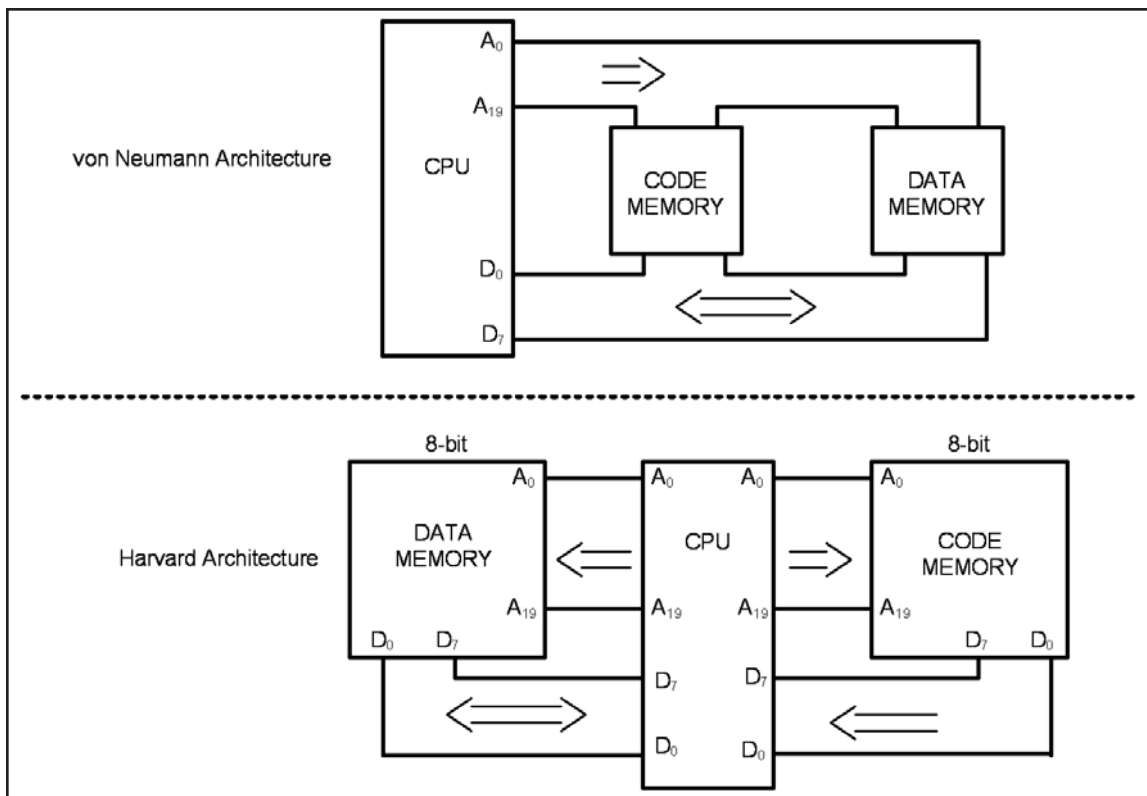 von Neumann Architecture
A₀
A₁₉
CPU
D₀
D₇
CODE
MEMORY
DATA
MEMORY
Harvard Architecture
8-bit
A₀
DATA
MEMORY
A₁₉
D₀ D₇
A₀ A₀
CPU
A₁₉ A₁₉
D₇ D₇
D₀ D₀
8-bit
A₀
CODE
MEMORY
A₁₉
D₇ D₀